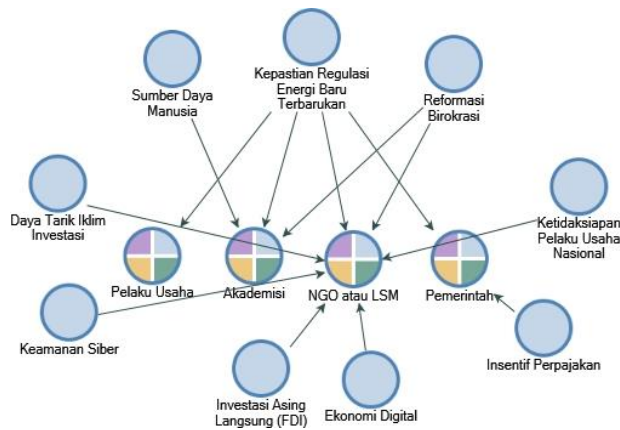 Sumber Daya
Manusia
Kepastian Regulasi
Energi Baru
Terbarukan
Reformasi
Birokrasi
Daya Tarik Iklim
Investasi
Ketidaksiapan
Pelaku Usaha
Nasional
Pelaku Usaha
Akademisi
NGO atau LSM
Pemerintah
Keamanan Siber
Insentif Perpajakan
Investasi Asing
Langsung (FDI)
Ekonomi Digital